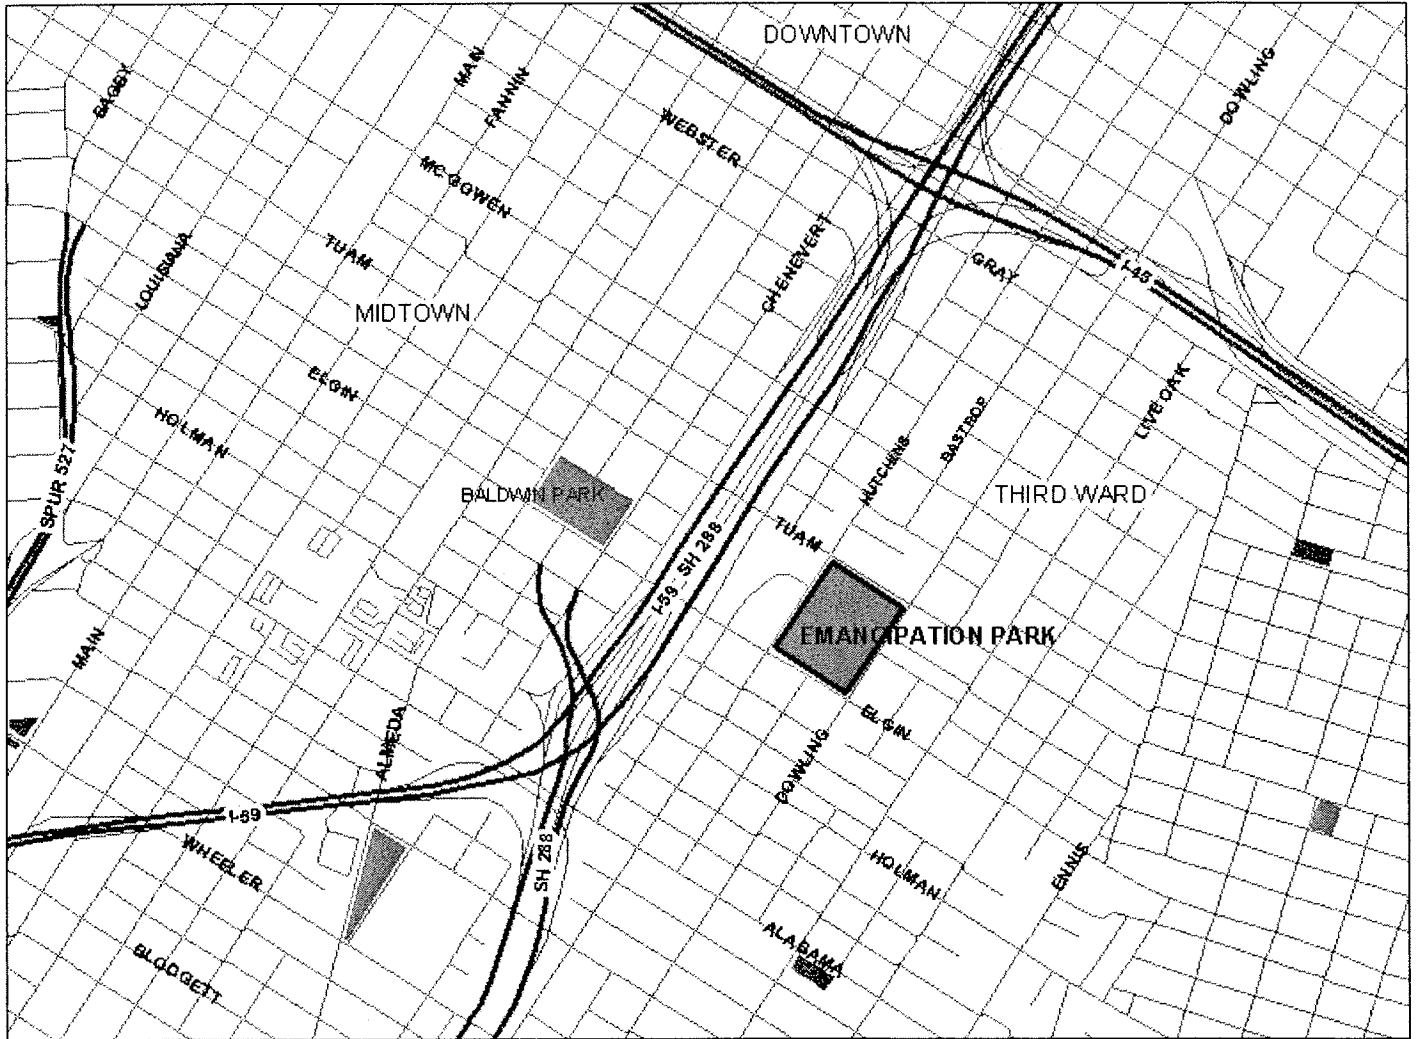 DOWNTOWN
MAIN
FANNIN
DOWLING
BAGBY
WEBSTER
MC GOWEN
CHENEVERT
TUAM
LOUISIANA
GRAY
I-45
MIDTOWN
ELGIN
LIVE OAK
HOLMAN
BASTROP
HUTCHINS
SPUR 527
BALDWIN PARK
THIRD WARD
TUAM
I-59 - SH 288
EMANCIPATION PARK
MAIN
ALMEDA
ELGIN
DOWLING
I-59
SH 288
WHEELER
HOLMAN
ENNIS
ALABAMA
BLODGETT